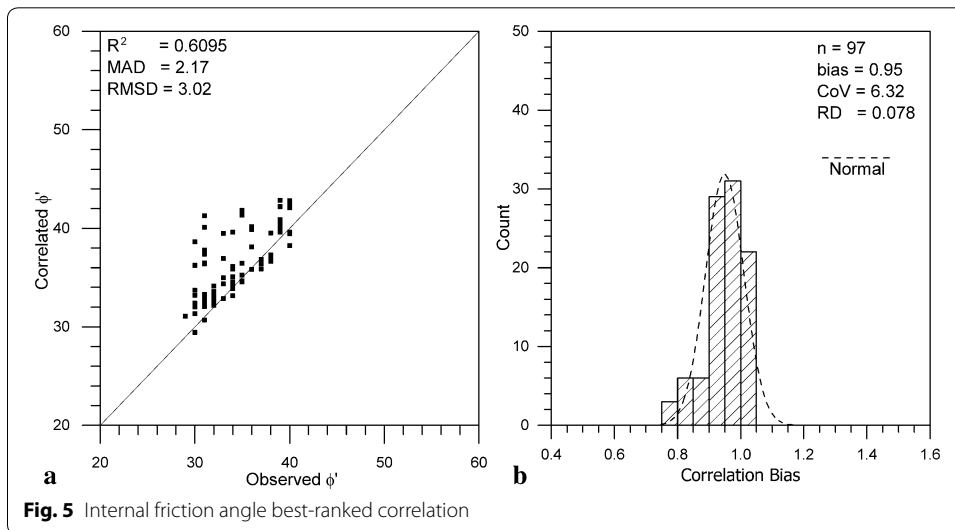 60
50
40
30
20
Correlated ϕ'
R² = 0.6095
MAD = 2.17
RMSD = 3.02
20 30 40 50 60
Observed ϕ'
a
50
40
30
20
10
0
Count
n = 97
bias = 0.95
CoV = 6.32
RD = 0.078
Normal
0.4 0.6 0.8 1.0 1.2 1.4 1.6
Correlation Bias
b
Fig. 5 Internal friction angle best-ranked correlation